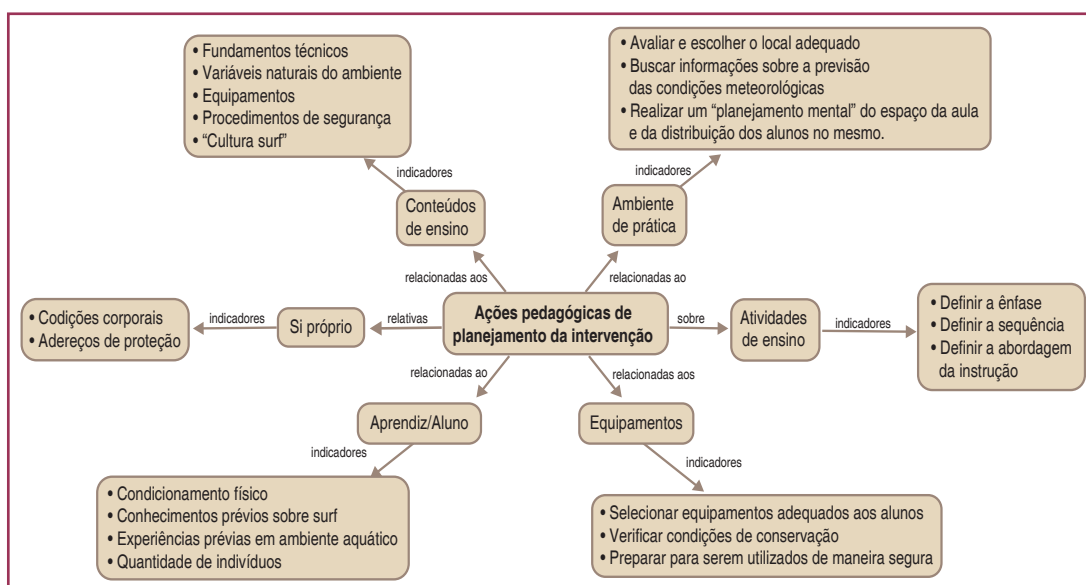 • Fundamentos técnicos
• Variáveis naturais do ambiente
• Equipamentos
• Procedimentos de segurança
• “Cultura surf”
• Avaliar e escolher o local adequado
• Buscar informações sobre a previsão
das condições meteorológicas
• Realizar um “planejamento mental” do espaço da aula
e da distribuição dos alunos no mesmo.
indicadores
indicadores
Conteúdos
de ensino
Ambiente
de prática
relacionadas aos
relacionadas ao
• Codições corporais
• Adereços de proteção
indicadores
Si próprio
relativas
Ações pedagógicas de
planejamento da intervenção
sobre
Atividades
de ensino
indicadores
• Definir a ênfase
• Definir a sequência
• Definir a abordagem
da instrução
relacionadas ao
relacionadas aos
Aprendiz/Aluno
Equipamentos
indicadores
indicadores
• Condicionamento físico
• Conhecimentos prévios sobre surf
• Experiências prévias em ambiente aquático
• Quantidade de indivíduos
• Selecionar equipamentos adequados aos alunos
• Verificar condições de conservação
• Preparar para serem utilizados de maneira segura